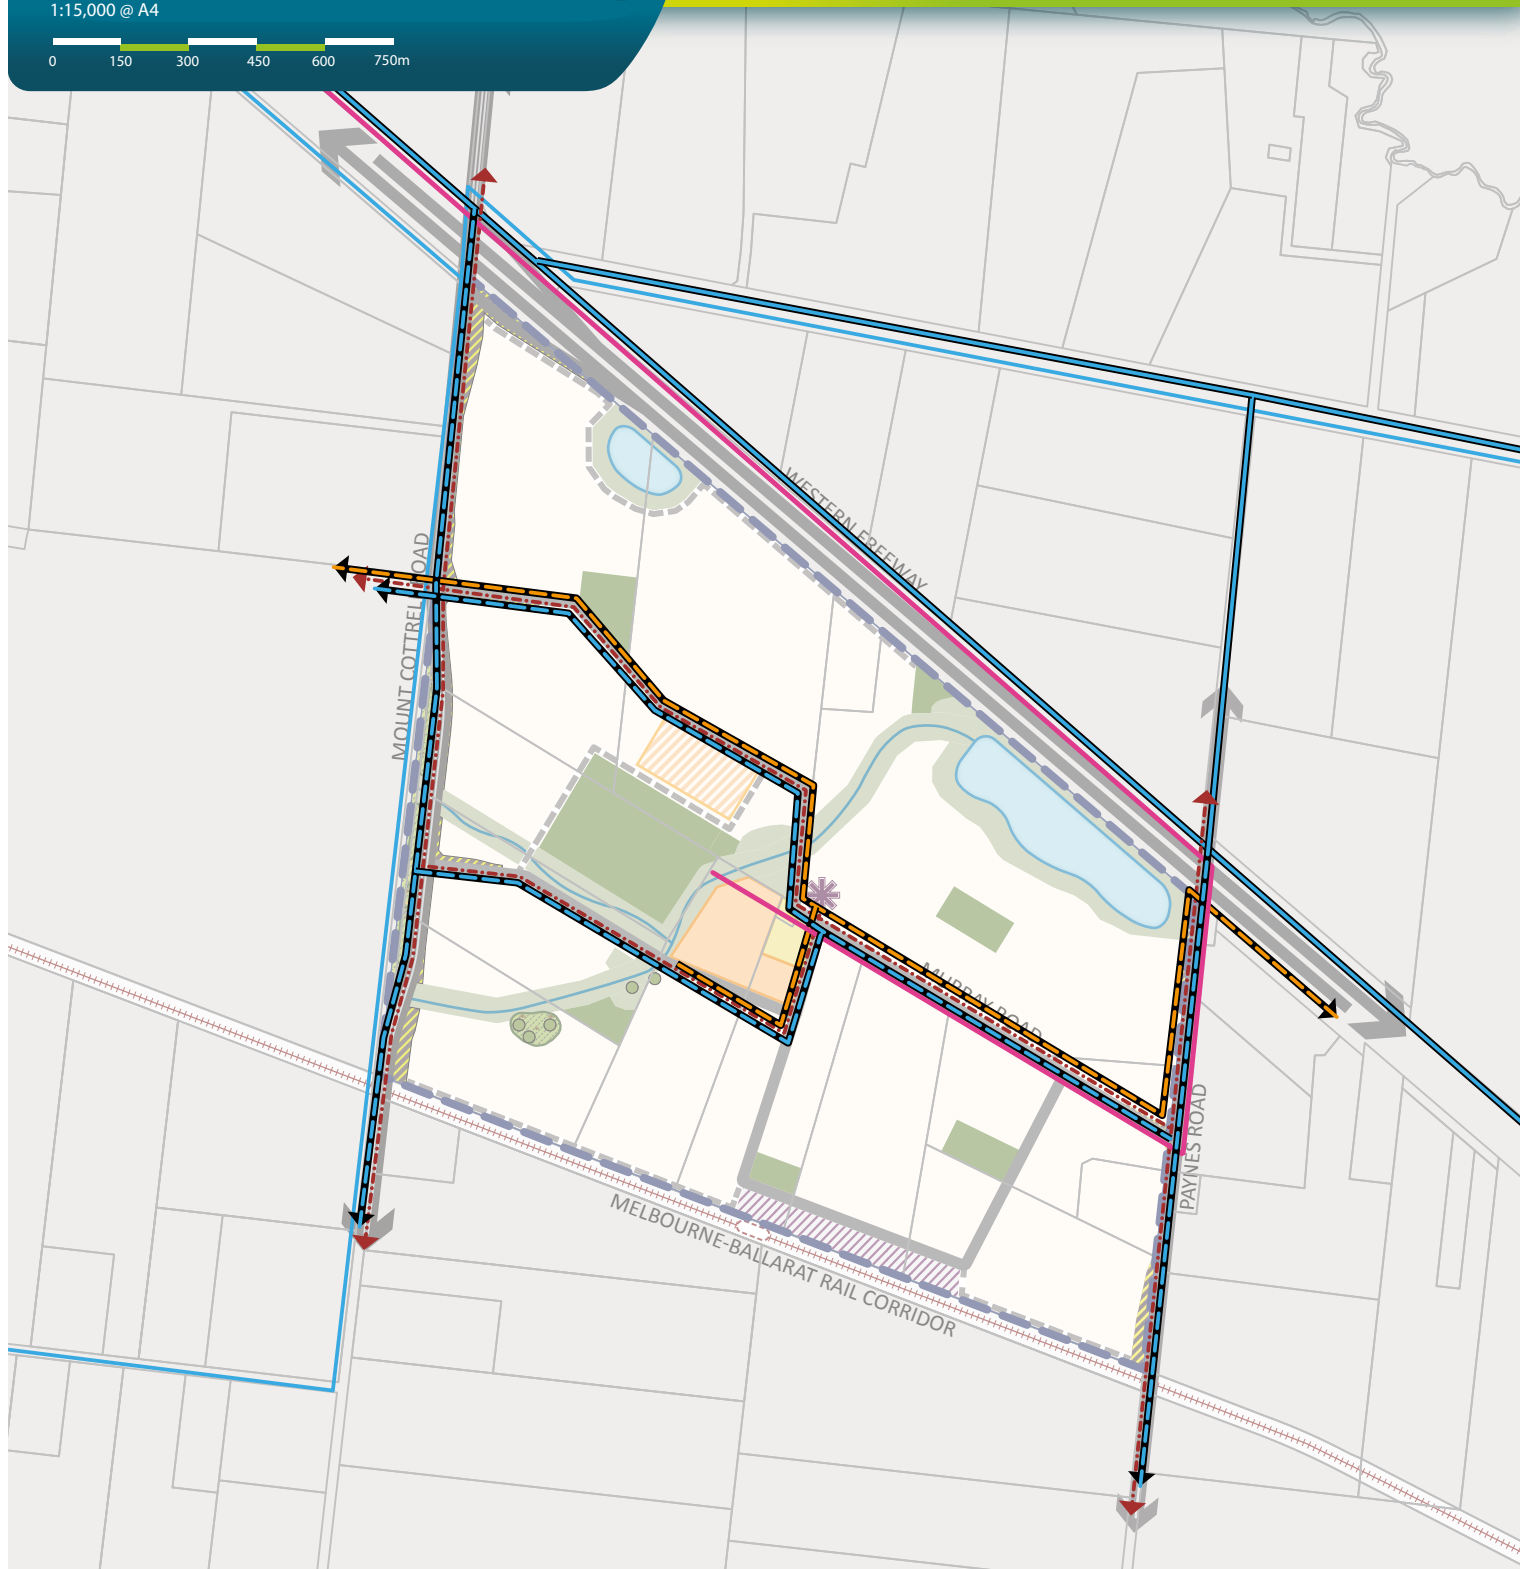 1:15,000 @ A4
0 150 300 450 600 750m
WESTERN FREEWAY
MOUNT COTTRELL ROAD
MURRAY ROAD
PAYNES ROAD
MELBOURNE-BALLARAT RAIL CORRIDOR